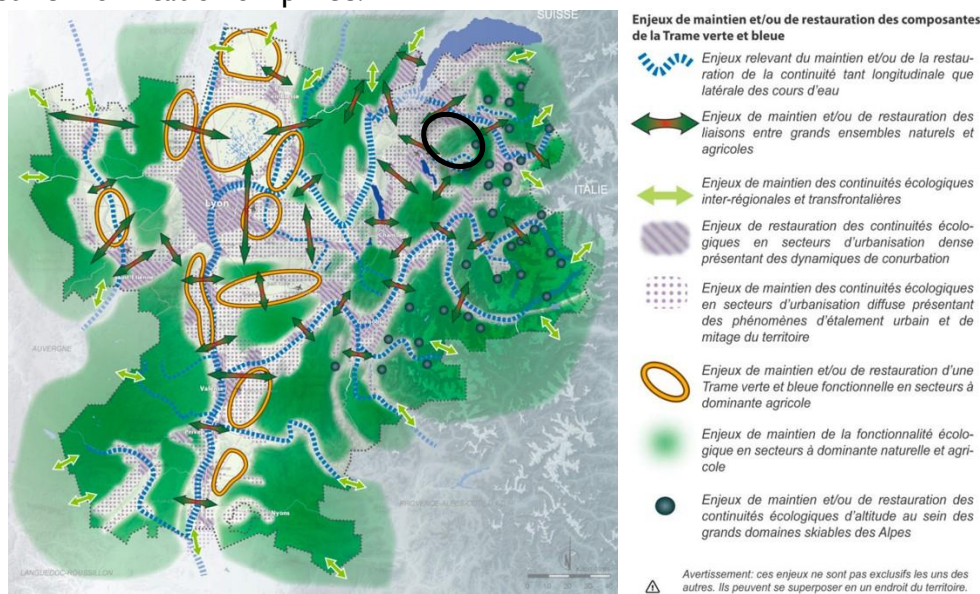 SUISSE
Lyon
ITALIE
AUVERGNE
Nyons
LANGUEDOC-ROUSSILLON
Enjeux de maintien et/ou de restauration des composantes
de la Trame verte et bleue
Enjeux relevant du maintien et/ou de la restau-
ration de la continuité tant longitudinale que
latérale des cours d'eau
Enjeux de maintien et/ou de restauration des
liaisons entre grands ensembles naturels et
agricoles
Enjeux de maintien des continuités écologiques
inter-régionales et transfrontalières
Enjeux de restauration des continuités écolo-
giques en secteurs d'urbanisation dense
présentant des dynamiques de conurbation
Enjeux de maintien des continuités écologiques
en secteurs d'urbanisation diffuse présentant
des phénomènes d'étalement urbain et de
mitage du territoire
Enjeux de maintien et/ou de restauration d'une
Trame verte et bleue fonctionnelle en secteurs à
dominante agricole
Enjeux de maintien de la fonctionnalité écolo-
gique en secteurs à dominante naturelle et agri-
cole
Enjeux de maintien et/ou de restauration des
continuités écologiques d'altitude au sein des
grands domaines skiables des Alpes
Avertissement: ces enjeux ne sont pas exclusifs les uns des
autres. Ils peuvent se superposer en un endroit du territoire.